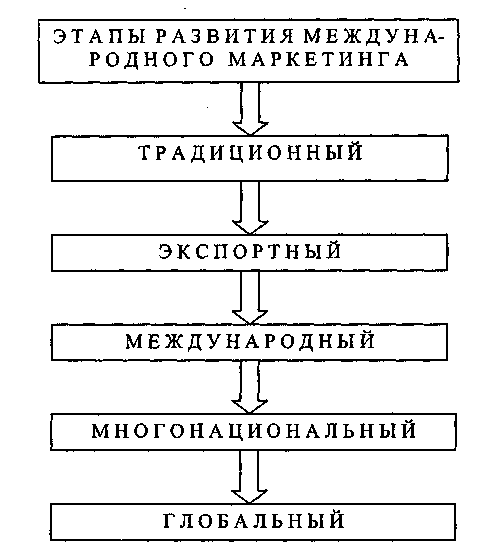 ЭТАПЫ РАЗВИТИЯ МЕЖДУНА-
РОДНОГО МАРКЕТИНГА
ТРАДИЦИОННЫЙ
ЭКСПОРТНЫЙ
МЕЖДУНАРОДНЫЙ
МНОГОНАЦИОНАЛЬНЫЙ
ГЛОБАЛЬНЫЙ